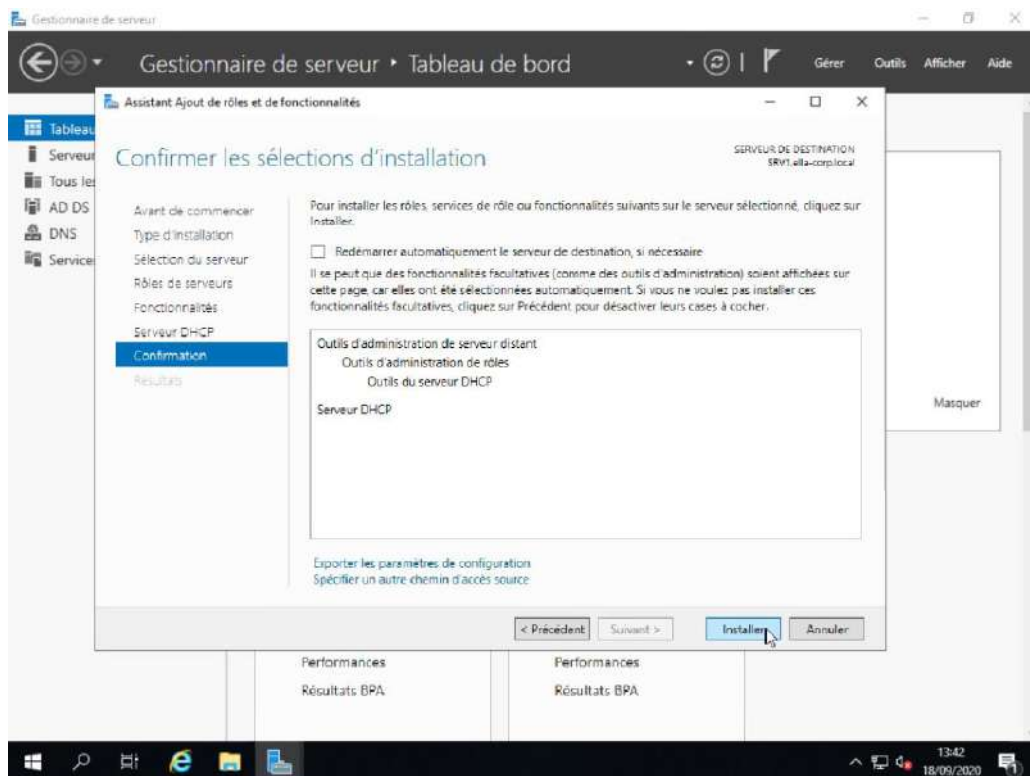 Gestionnaire de serveur
Gestionnaire de serveur ‣ Tableau de bord
Gérer Outils Afficher Aide
Assistant Ajout de rôles et de fonctionnalités
Tableau
Serveur
Tous les
AD DS
DNS
Service
Confirmer les sélections d'installation
SERVEUR DE DESTINATION
SRV1.ella-corp.local
Avant de commencer
Type d'installation
Sélection du serveur
Rôles de serveurs
Fonctionnalités
Serveur DHCP
Confirmation
Résultats
Pour installer les rôles, services de rôle ou fonctionnalités suivants sur le serveur sélectionné, cliquez sur
Installer.
Redémarrer automatiquement le serveur de destination, si nécessaire
Il se peut que des fonctionnalités facultatives (comme des outils d'administration) soient affichées sur
cette page, car elles ont été sélectionnées automatiquement. Si vous ne voulez pas installer ces
fonctionnalités facultatives, cliquez sur Précédent pour désactiver leurs cases à cocher.
Outils d'administration de serveur distant
Outils d'administration de rôles
Outils du serveur DHCP
Serveur DHCP
Exporter les paramètres de configuration
Spécifier un autre chemin d'accès source
< Précédent Suivant > Installer Annuler
Masquer
Performances Performances
Résultats BPA Résultats BPA
13:42
18/09/2020